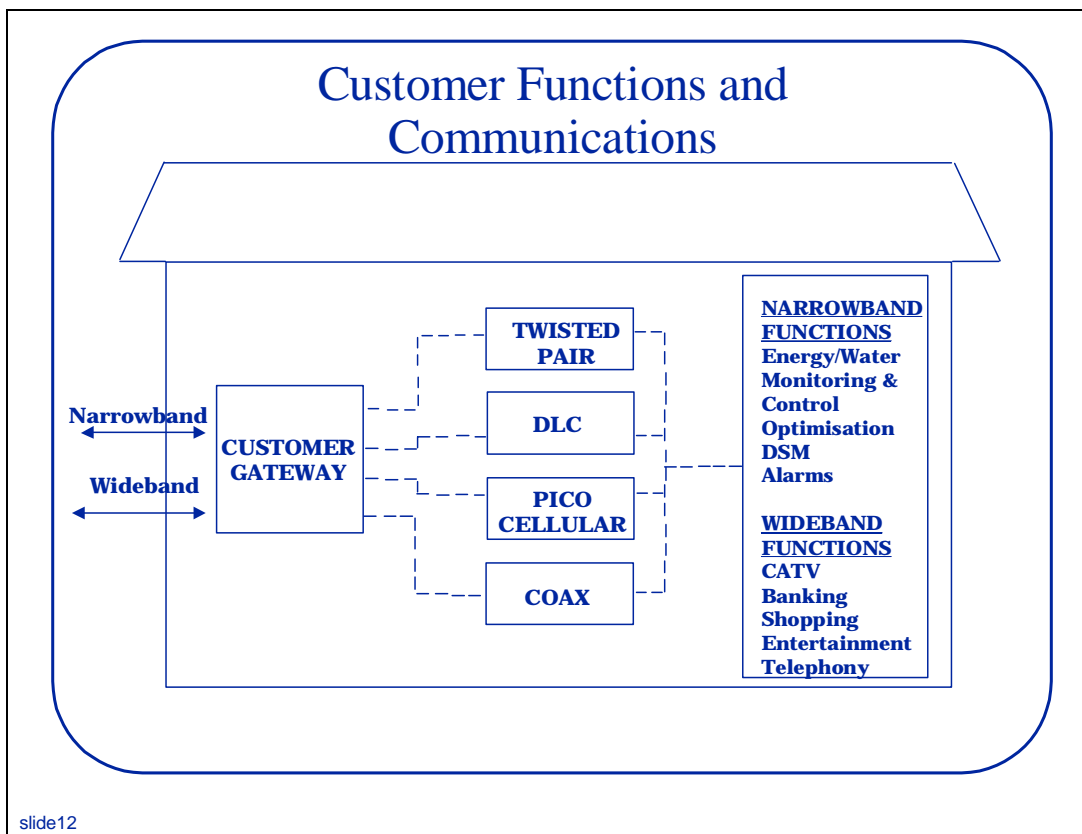 Customer Functions and
Communications
Narrowband
Wideband
CUSTOMER
GATEWAY
TWISTED
PAIR
DLC
PICO
CELLULAR
COAX
NARROWBAND
FUNCTIONS
Energy/Water
Monitoring &
Control
Optimisation
DSM
Alarms
WIDEBAND
FUNCTIONS
CATV
Banking
Shopping
Entertainment
Telephony
slide12